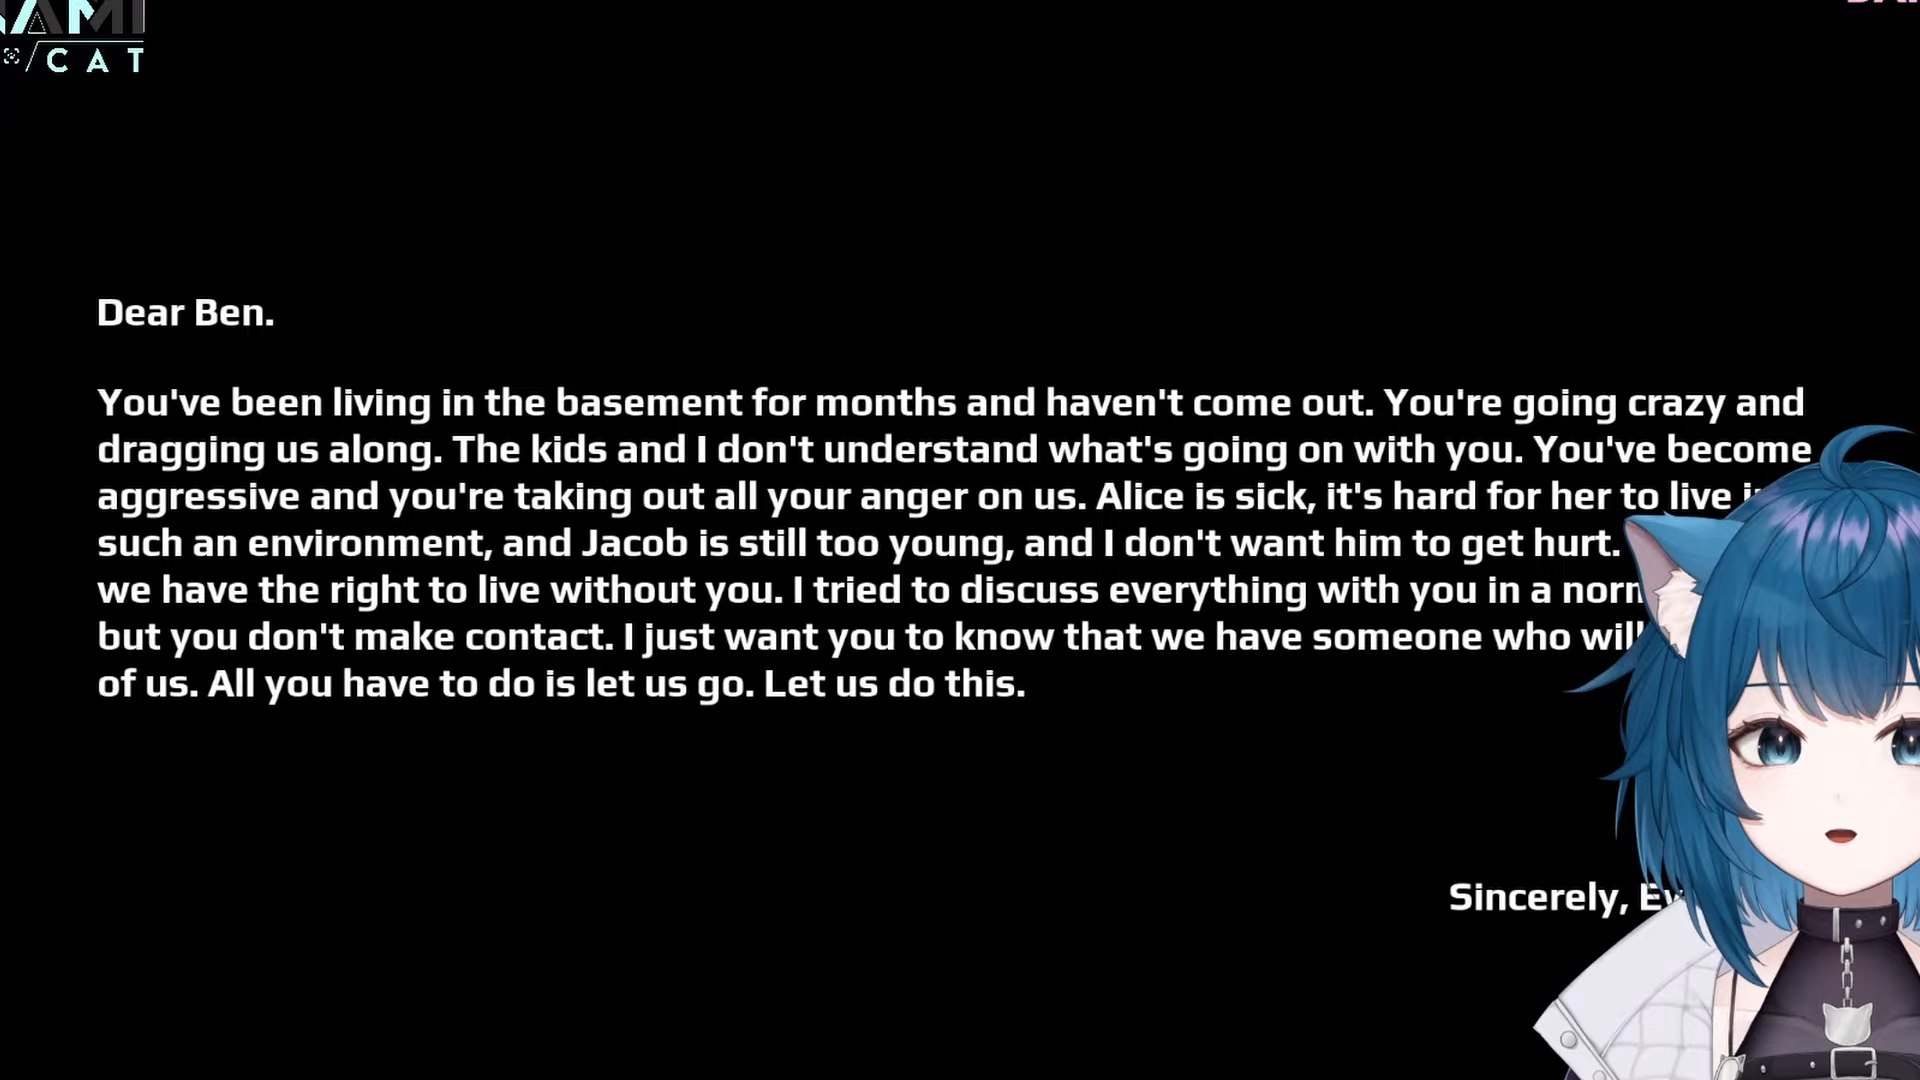 CAT
Dear Ben.
You've been living in the basement for months and haven't come out. You're going crazy and
dragging us along. The kids and I don't understand what's going on with you. You've become
aggressive and you're taking out all your anger on us. Alice is sick, it's hard for her to live
such an environment, and Jacob is still too young, and I don't want him to get hurt.
we have the right to live without you. I tried to discuss everything with you in a
but you don't make contact. I just want you to know that we have someone who will
of us. All you have to do is let us go. Let us do this.
Sincerely,